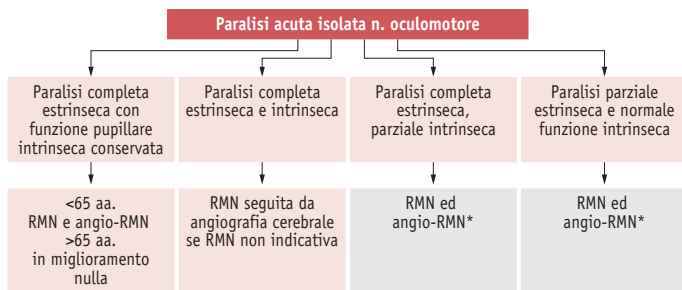 Paralisi acuta isolata n. oculomotore
Paralisi completa
estrinseca con
funzione pupillare
intrinseca conservata
Paralisi completa
estrinseca e intrinseca
Paralisi completa
estrinseca,
parziale intrinseca
Paralisi parziale
estrinseca e normale
funzione intrinseca
<65 aa.
RMN e angio-RMN
>65 aa.
in miglioramento
nulla
RMN seguita da
angiografia cerebrale
se RMN non indicativa
RMN ed
angio-RMN*
RMN ed
angio-RMN*